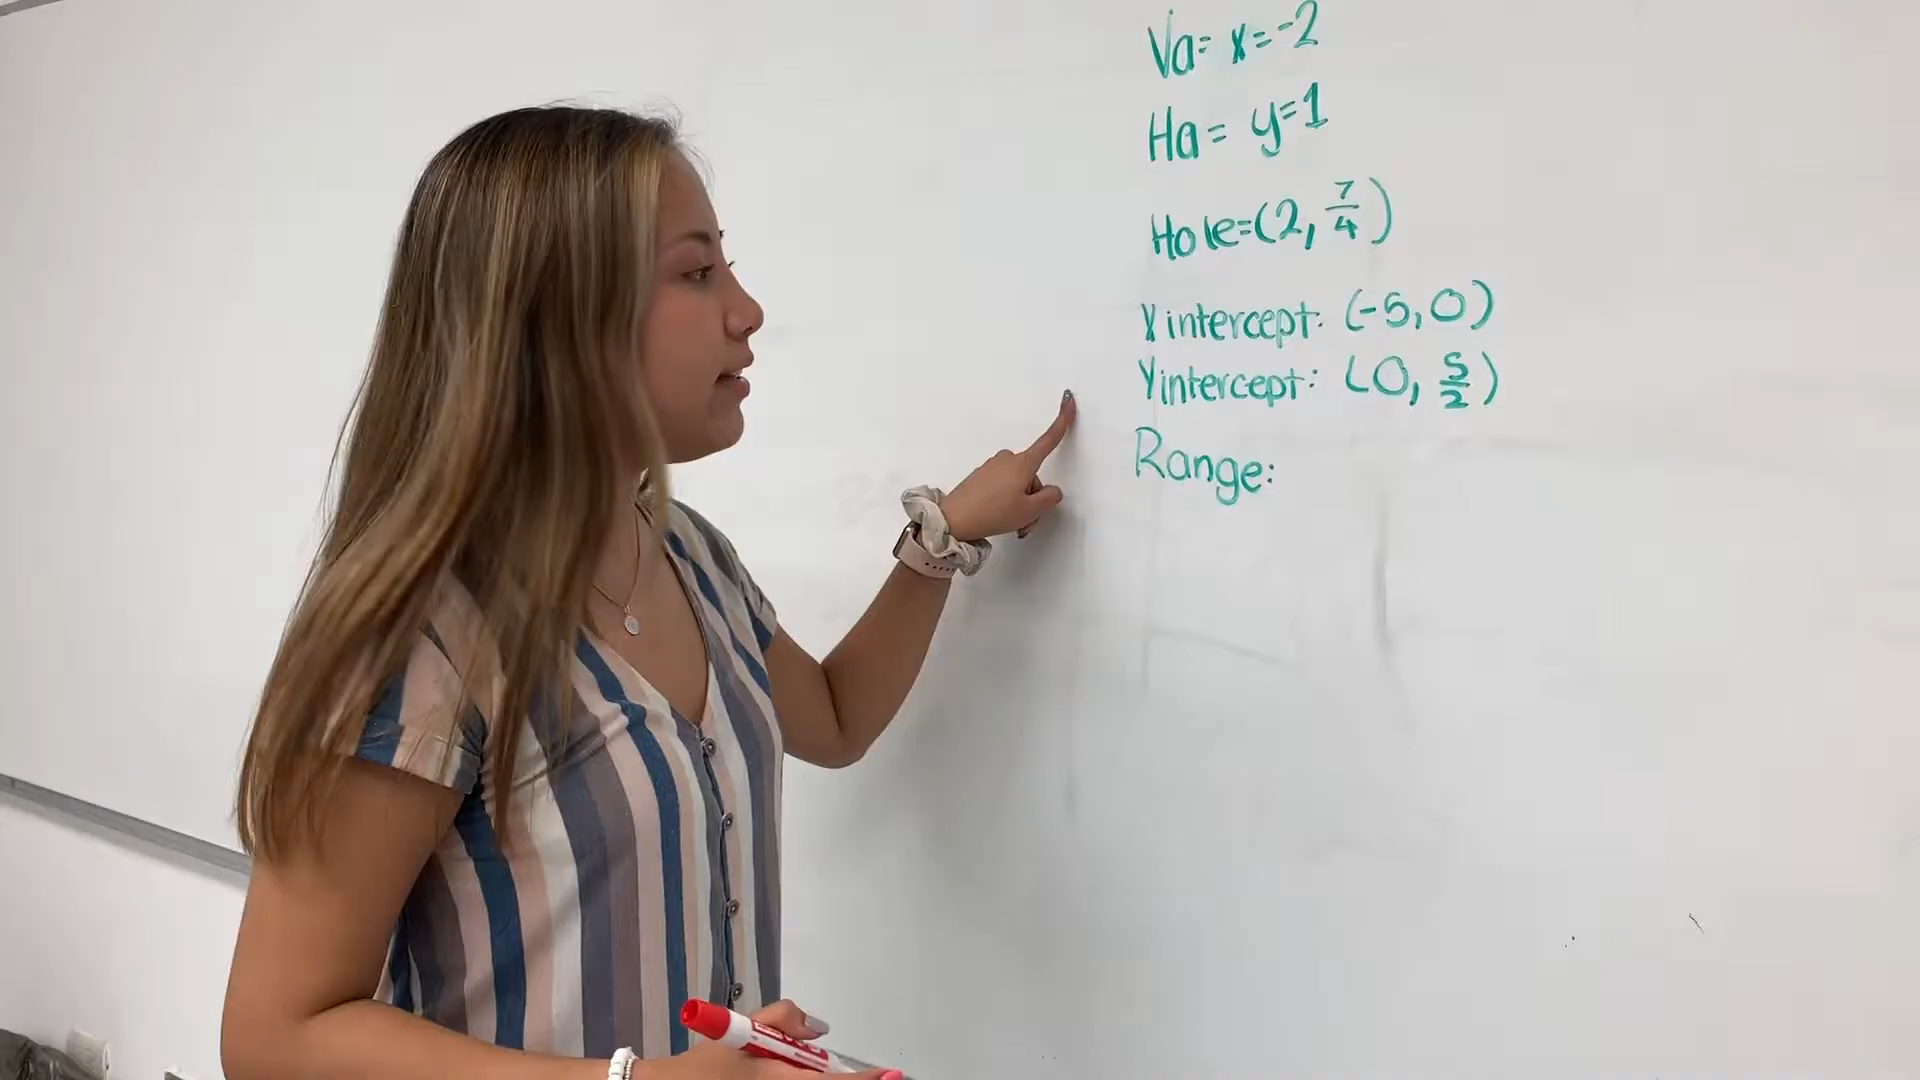 Va= x=-2
Ha= y=1
Hole=(2, 7/4)
X intercept: (-5,0)
Y intercept: (0, 5/2)
Range: